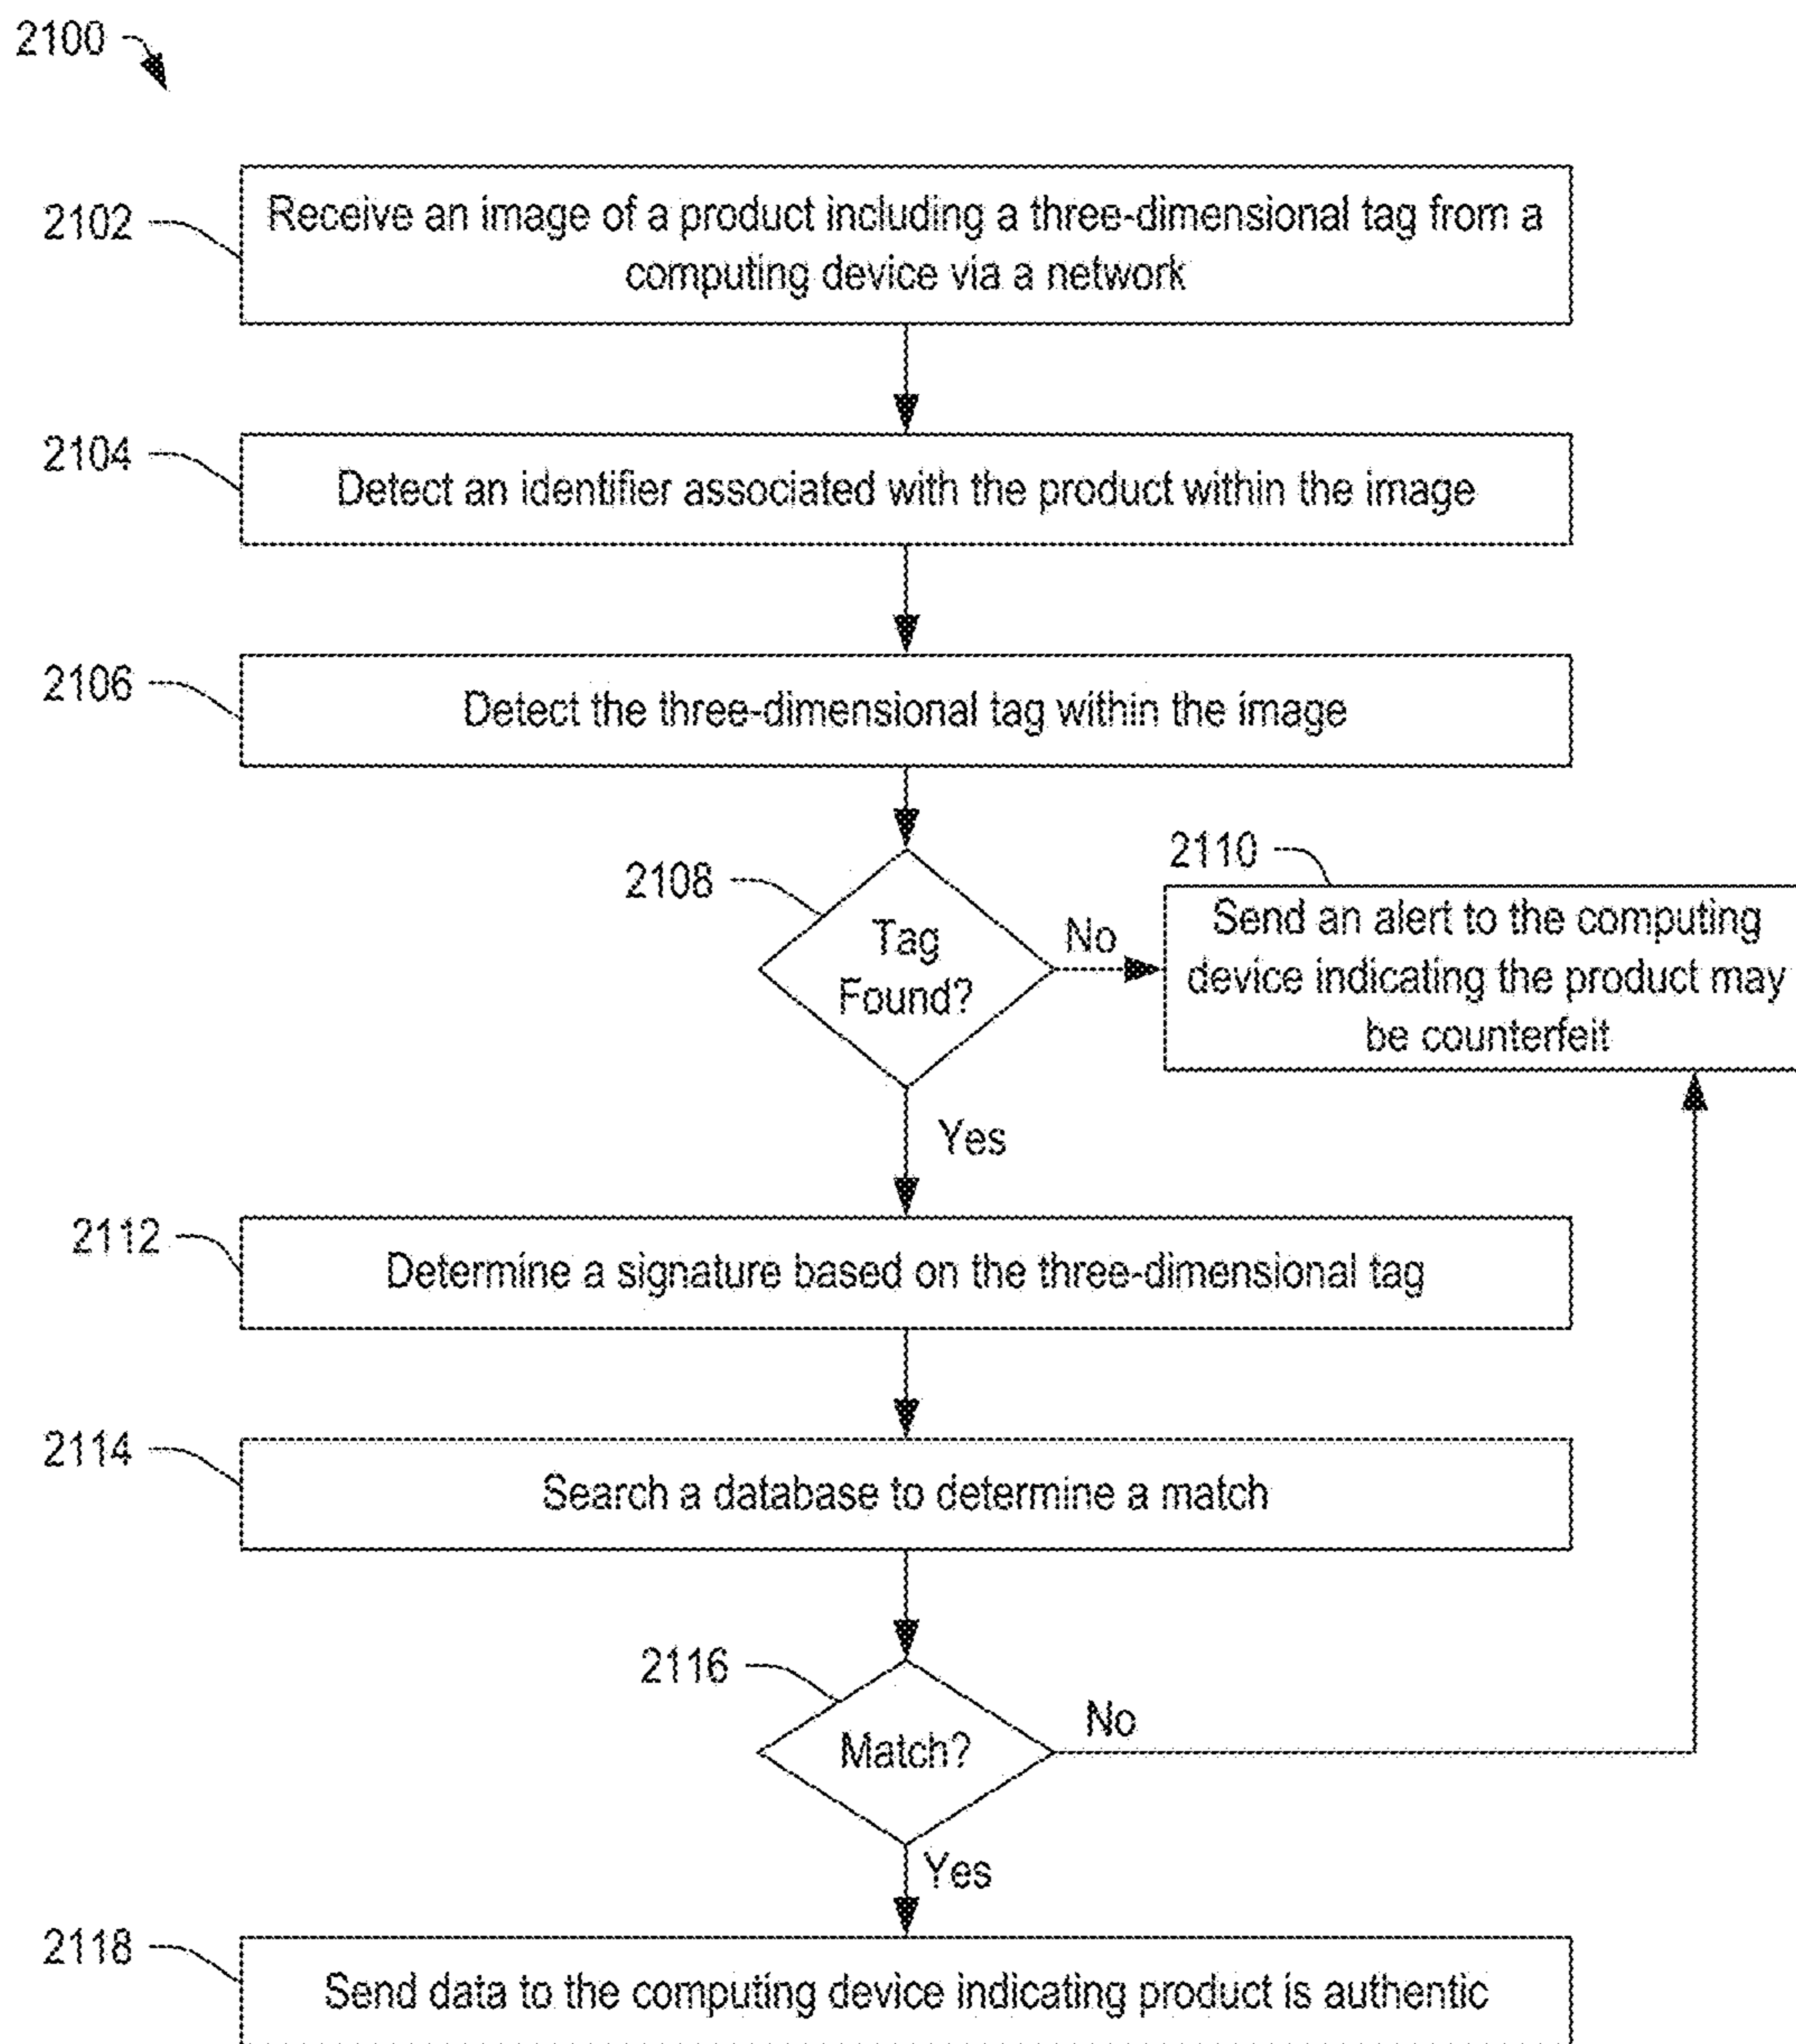 2100
2102
Receive an image of a product including a three-dimensional tag from a
computing device via a network
2104
Detect an identifier associated with the product within the image
2106
Detect the three-dimensional tag within the image
2108
Tag
Found?
No
2110
Send an alert to the computing
device indicating the product may
be counterfeit
Yes
2112
Determine a signature based on the three-dimensional tag
2114
Search a database to determine a match
2116
Match?
No
Yes
2118
Send data to the computing device indicating product is authentic